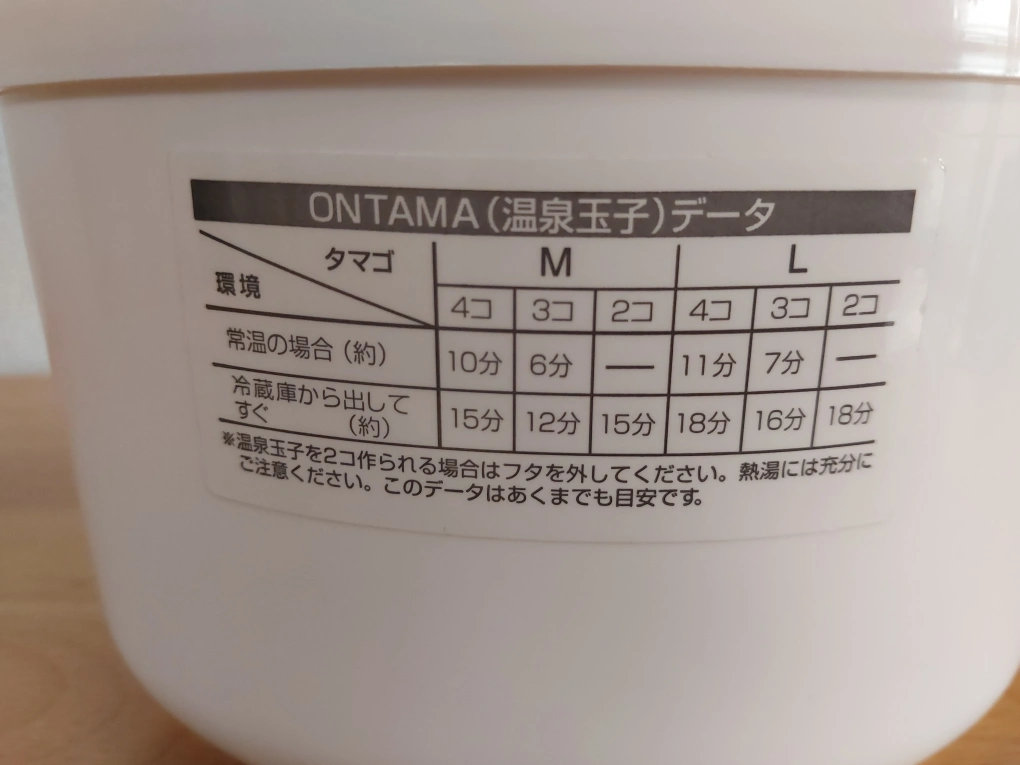 ONTAMA(温泉玉子)データ
タマゴ M L
環境
4コ 3コ 2コ 4コ 3コ 2コ
常温の場合(約) 10分 6分 — 11分 7分 —
冷蔵庫から出して
すぐ (約) 15分 12分 15分 18分 16分 18分
※温泉玉子を2コ作られる場合はフタを外してください。熱湯には充分に
ご注意ください。このデータはあくまでも目安です。